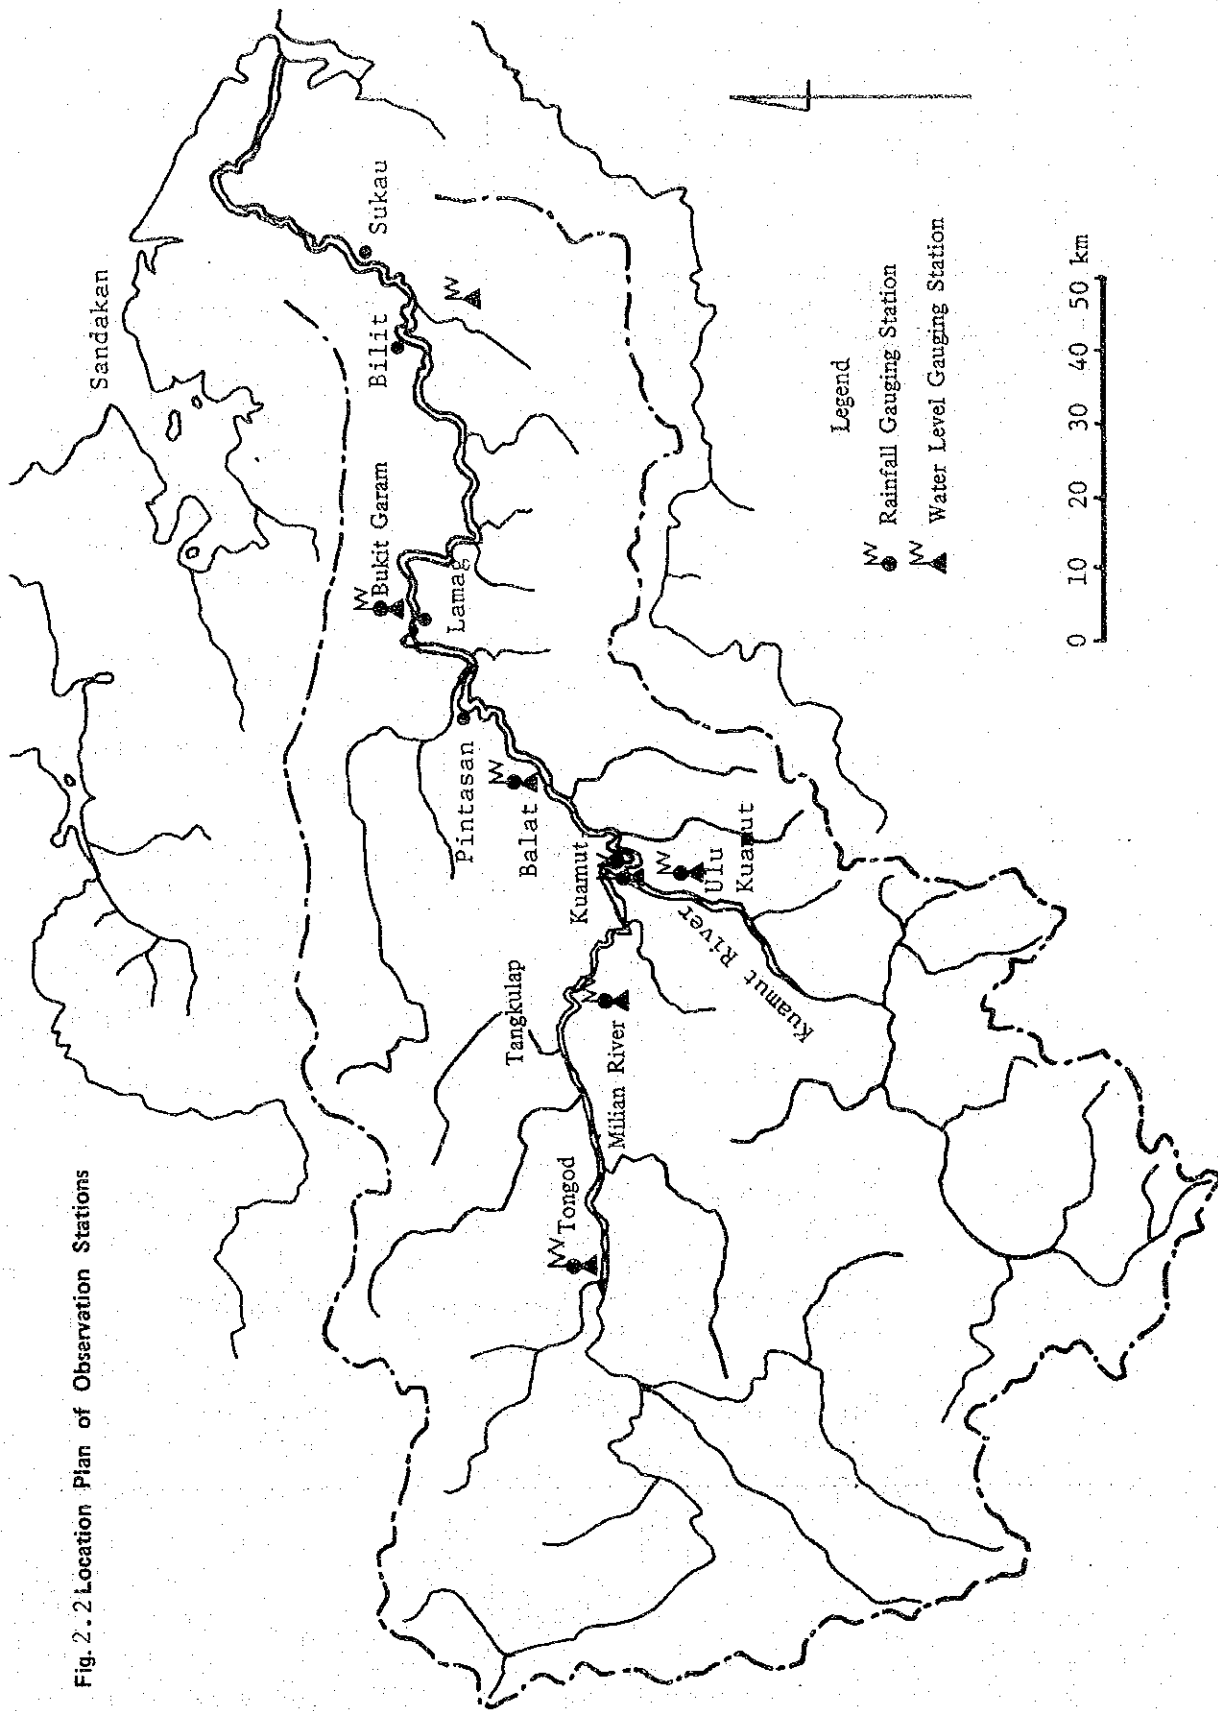 Fig. 2. 2 Location Plan of Observation Stations
Sandakan
Sukau
Bilit
W
W
Bukit Garam
Lamag
Pintasan
W
Balat
Kuamut
W
W
Ulu
Kuamut
Kuamut River
Tangkulap
W
Milian River
W
Tongod
Legend
W
Rainfall Gauging Station
W
Water Level Gauging Station
0 10 20 30 40 50 km